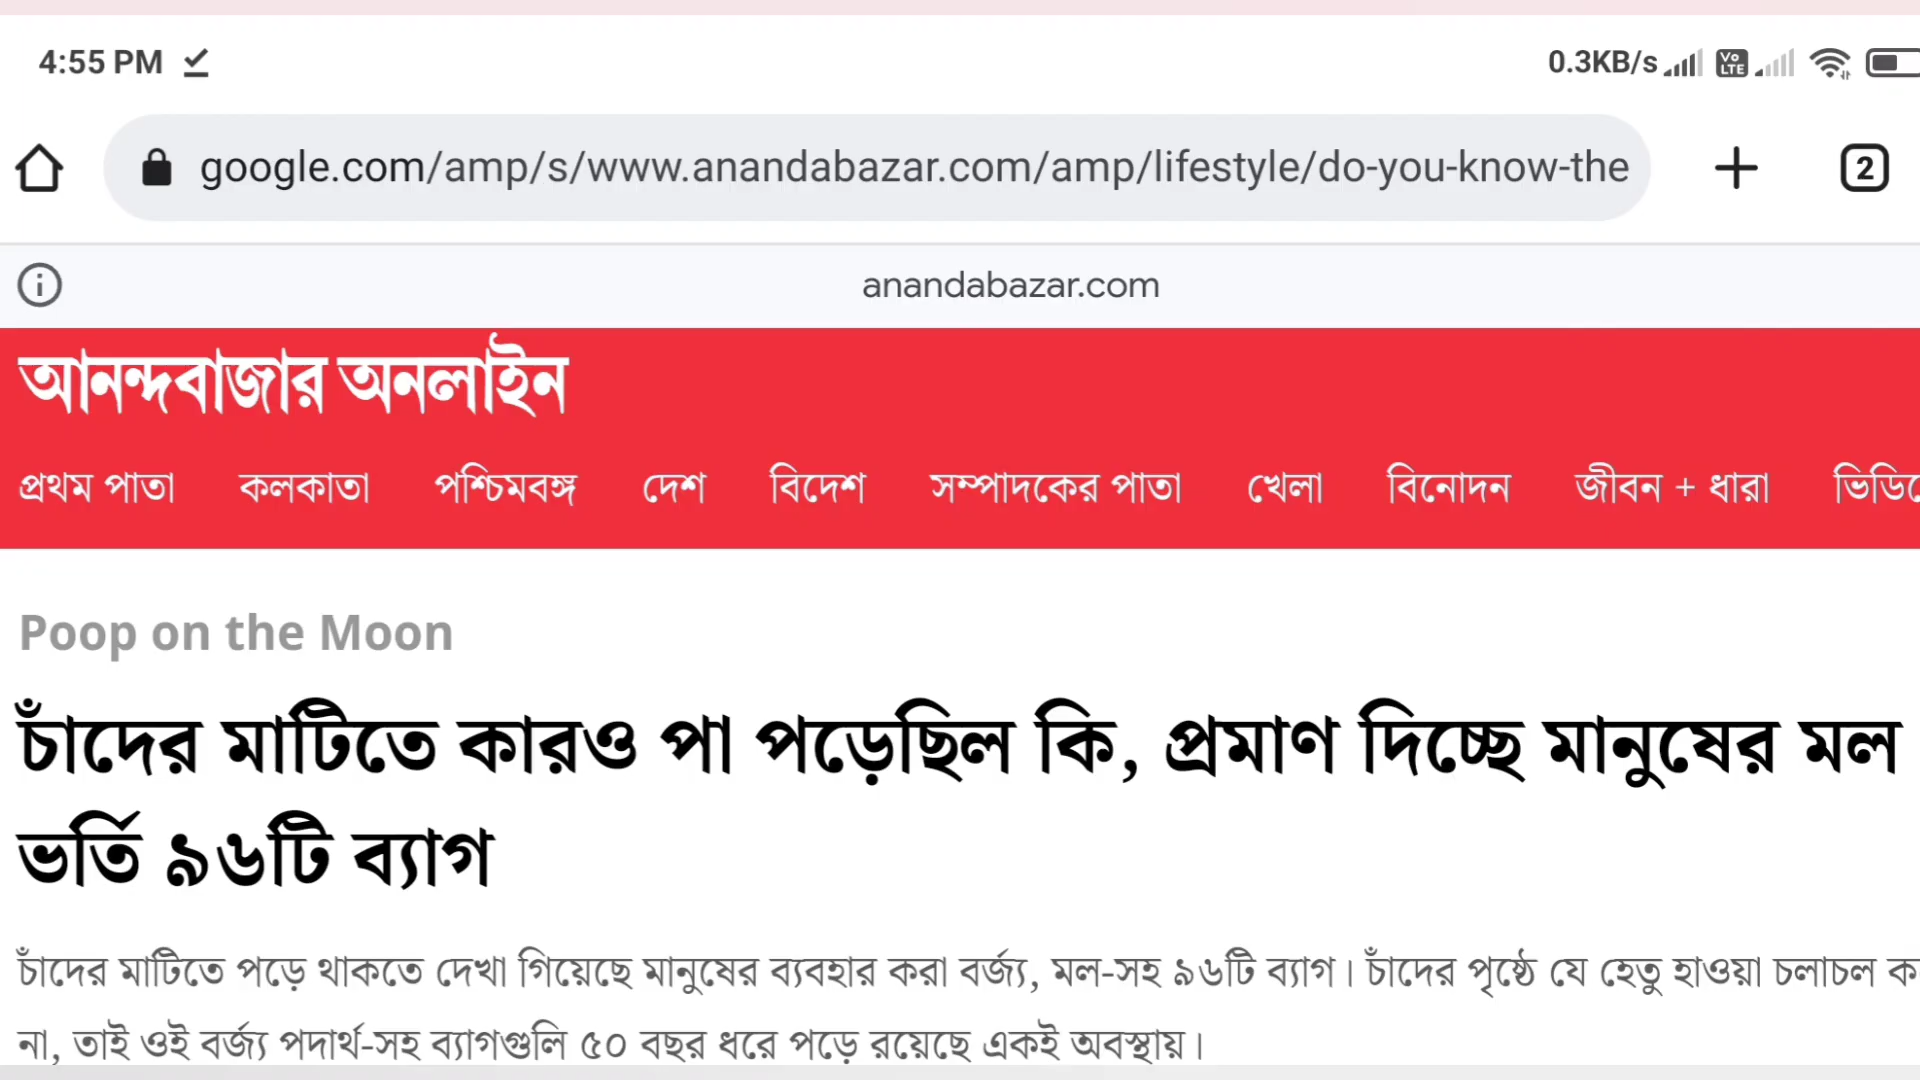 4:55 PM
0.3KB/s
Vo LTE
google.com/amp/s/www.anandabazar.com/amp/lifestyle/do-you-know-the
2
anandabazar.com
আনন্দবাজার অনলাইন
প্রথম পাতা কলকাতা পশ্চিমবঙ্গ দেশ বিদেশ সম্পাদকের পাতা খেলা বিনোদন জীবন + ধারা
Poop on the Moon
চাঁদের মাটিতে কারও পা পড়েছিল কি, প্রমাণ দিচ্ছে মানুষের মল
ভর্তি ৯৬টি ব্যাগ
চাঁদের মাটিতে পড়ে থাকতে দেখা গিয়েছে মানুষের ব্যবহার করা বর্জ্য, মল-সহ ৯৬টি ব্যাগ। চাঁদের পৃষ্ঠে যে হেতু হাওয়া চলাচল
না, তাই ওই বর্জ্য পদার্থ-সহ ব্যাগগুলি ৫০ বছর ধরে পড়ে রয়েছে একই অবস্থায়।